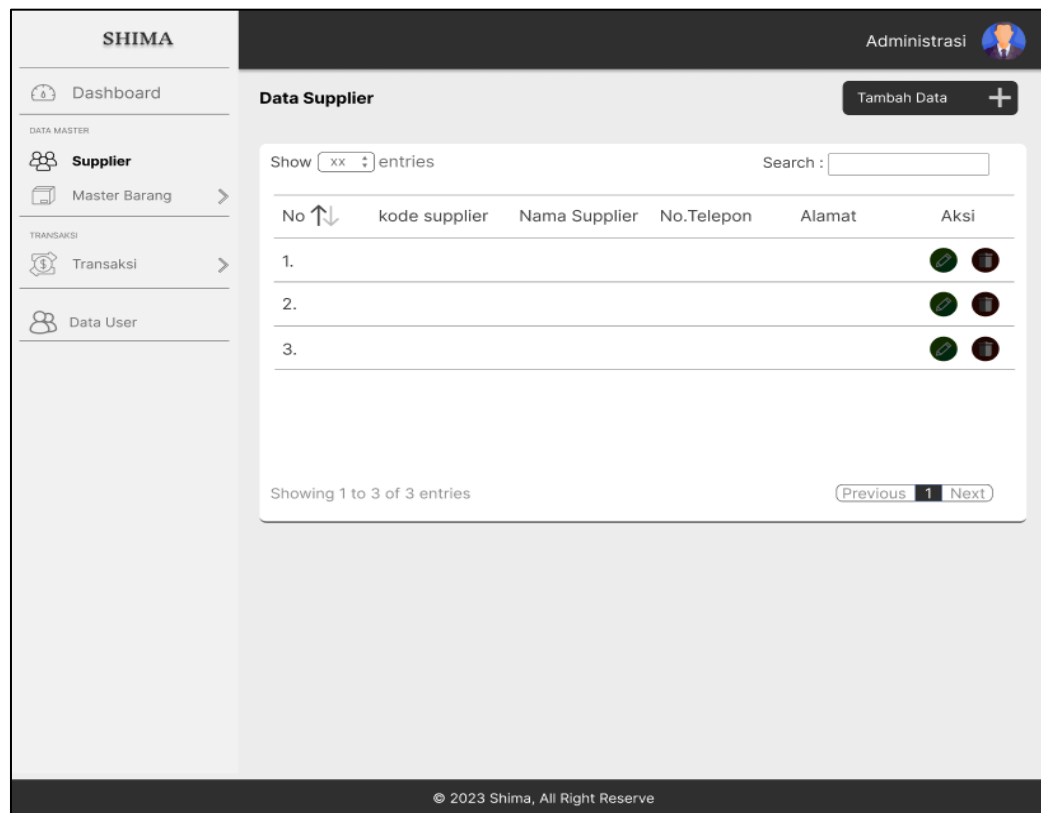 SHIMA
Administrasi
Dashboard
DATA MASTER
Supplier
Master Barang
TRANSAKSI
Transaksi
Data User
Data Supplier
Tambah Data
Show xx entries
Search :
No kode supplier Nama Supplier No.Telepon Alamat Aksi
1.
2.
3.
Showing 1 to 3 of 3 entries
Previous 1 Next
© 2023 Shima, All Right Reserve